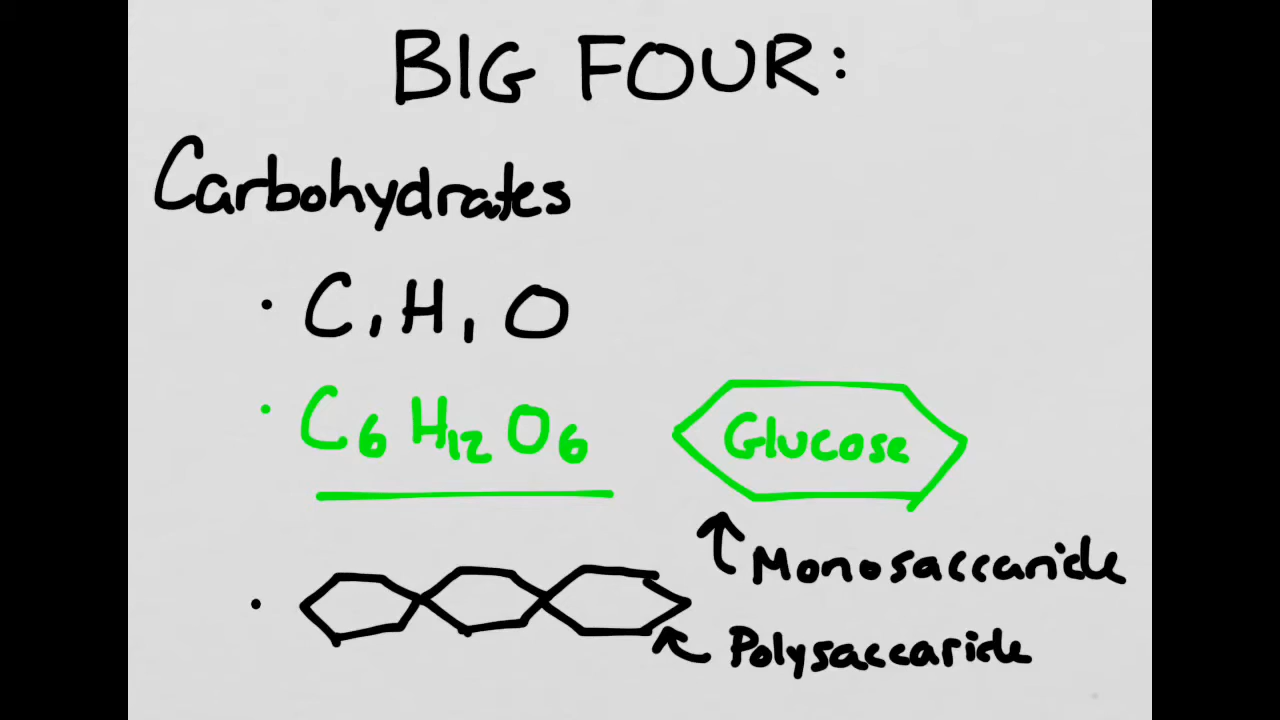 BIG FOUR:
Carbohydrates
• C, H, O
• C6 H12 O6
Glucose
Monosaccaride
• Polysaccaride